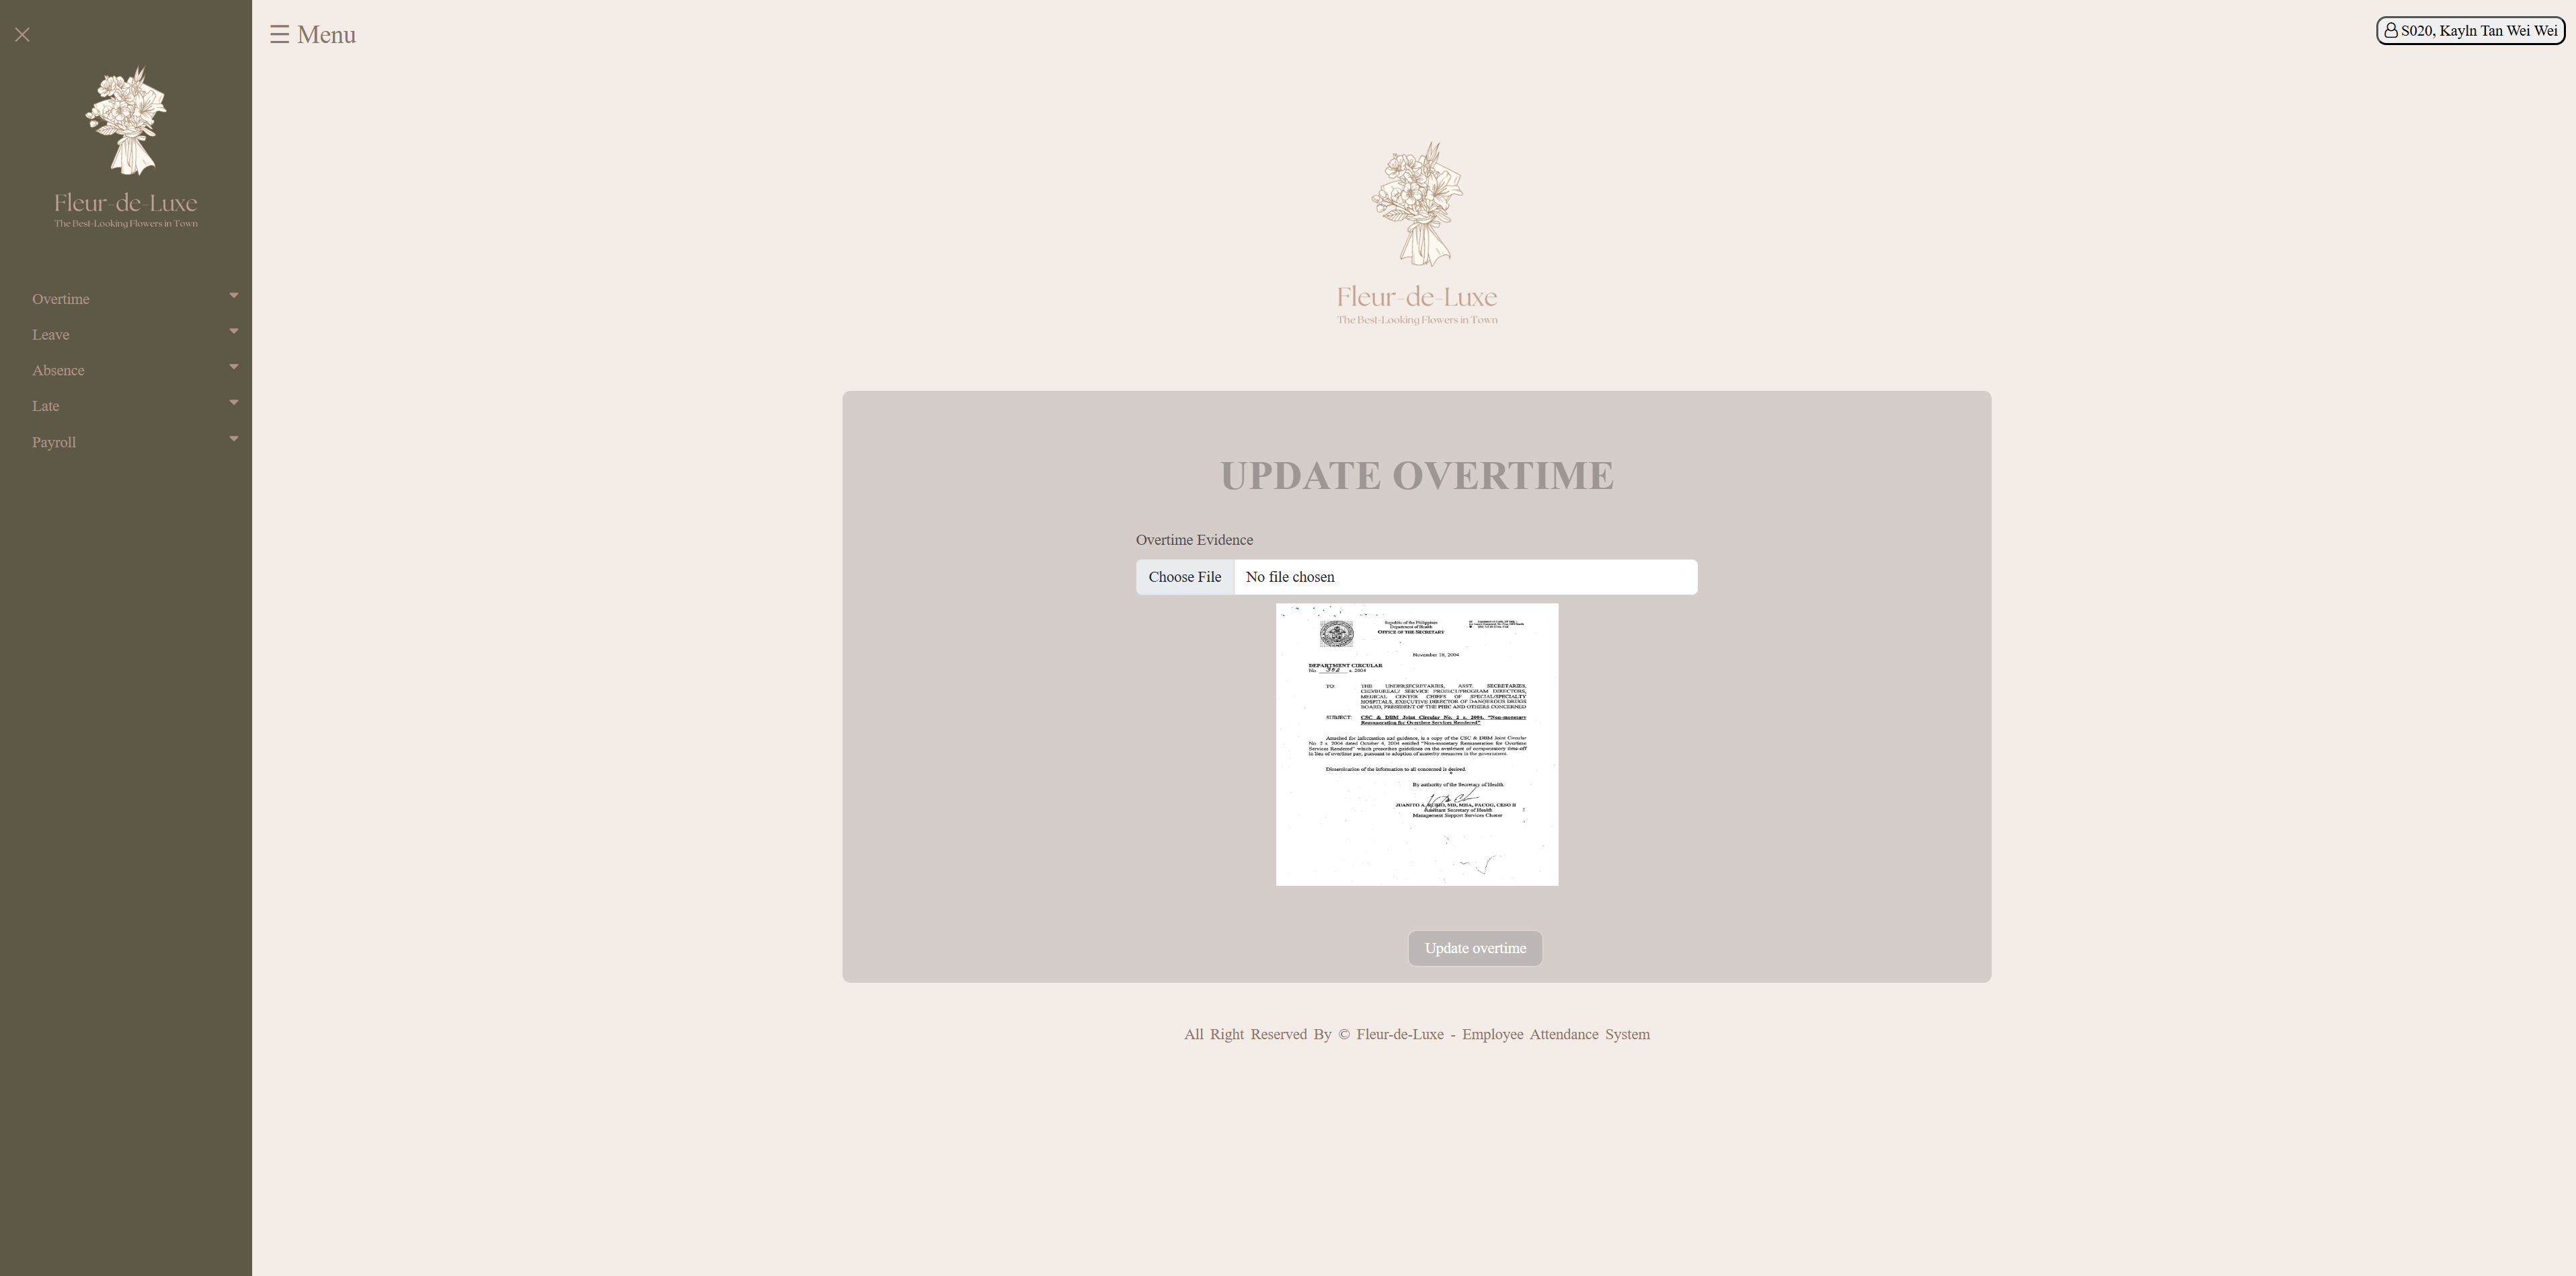 ☰ Menu
S020, Kayln Tan Wei Wei
Fleur-de-Luxe
The Best-Looking Flowers in Town
Overtime
Leave
Absence
Late
Payroll
Fleur-de-Luxe
The Best-Looking Flowers in Town
UPDATE OVERTIME
Overtime Evidence
Choose File No file chosen
Republic of the Philippines
Department of Health
OFFICE OF THE SECRETARY
November 18, 2004
DEPARTMENT CIRCULAR
No. s. 2004
TO: THE UNDERSECRETARIES, ASST. SECRETARIES,
CHD/BUREAU/ SERVICE PROJECT/PROGRAM DIRECTORS,
MEDICAL CENTER CHIEFS OF SPECIAL/SPECIALTY
HOSPITALS, EXECUTIVE DIRECTOR OF DANGEROUS DRUGS
BOARD, PRESIDENT OF THE PHIC AND OTHERS CONCERNED
SUBJECT: CSC & DBM Joint Circular No. 2 s. 2004, "Non-monetary
Remuneration for Overtime Services Rendered"
Attached for information and guidance, is a copy of the CSC & DBM Joint Circular
No. 2 s. 2004 dated October 4, 2004 entitled "Non-monetary Remuneration for Overtime
Services Rendered" which prescribes guidelines on the availment of compensatory time-off
in lieu of overtime pay, pursuant to adoption of austerity measures in the government.
Dissemination of the information to all concerned is desired.
By authority of the Secretary of Health.
JUANITO A. RUBIO, MD, MHA, FACOG, CESO II
Assistant Secretary of Health
Management Support Services Cluster
Update overtime
All Right Reserved By © Fleur-de-Luxe - Employee Attendance System